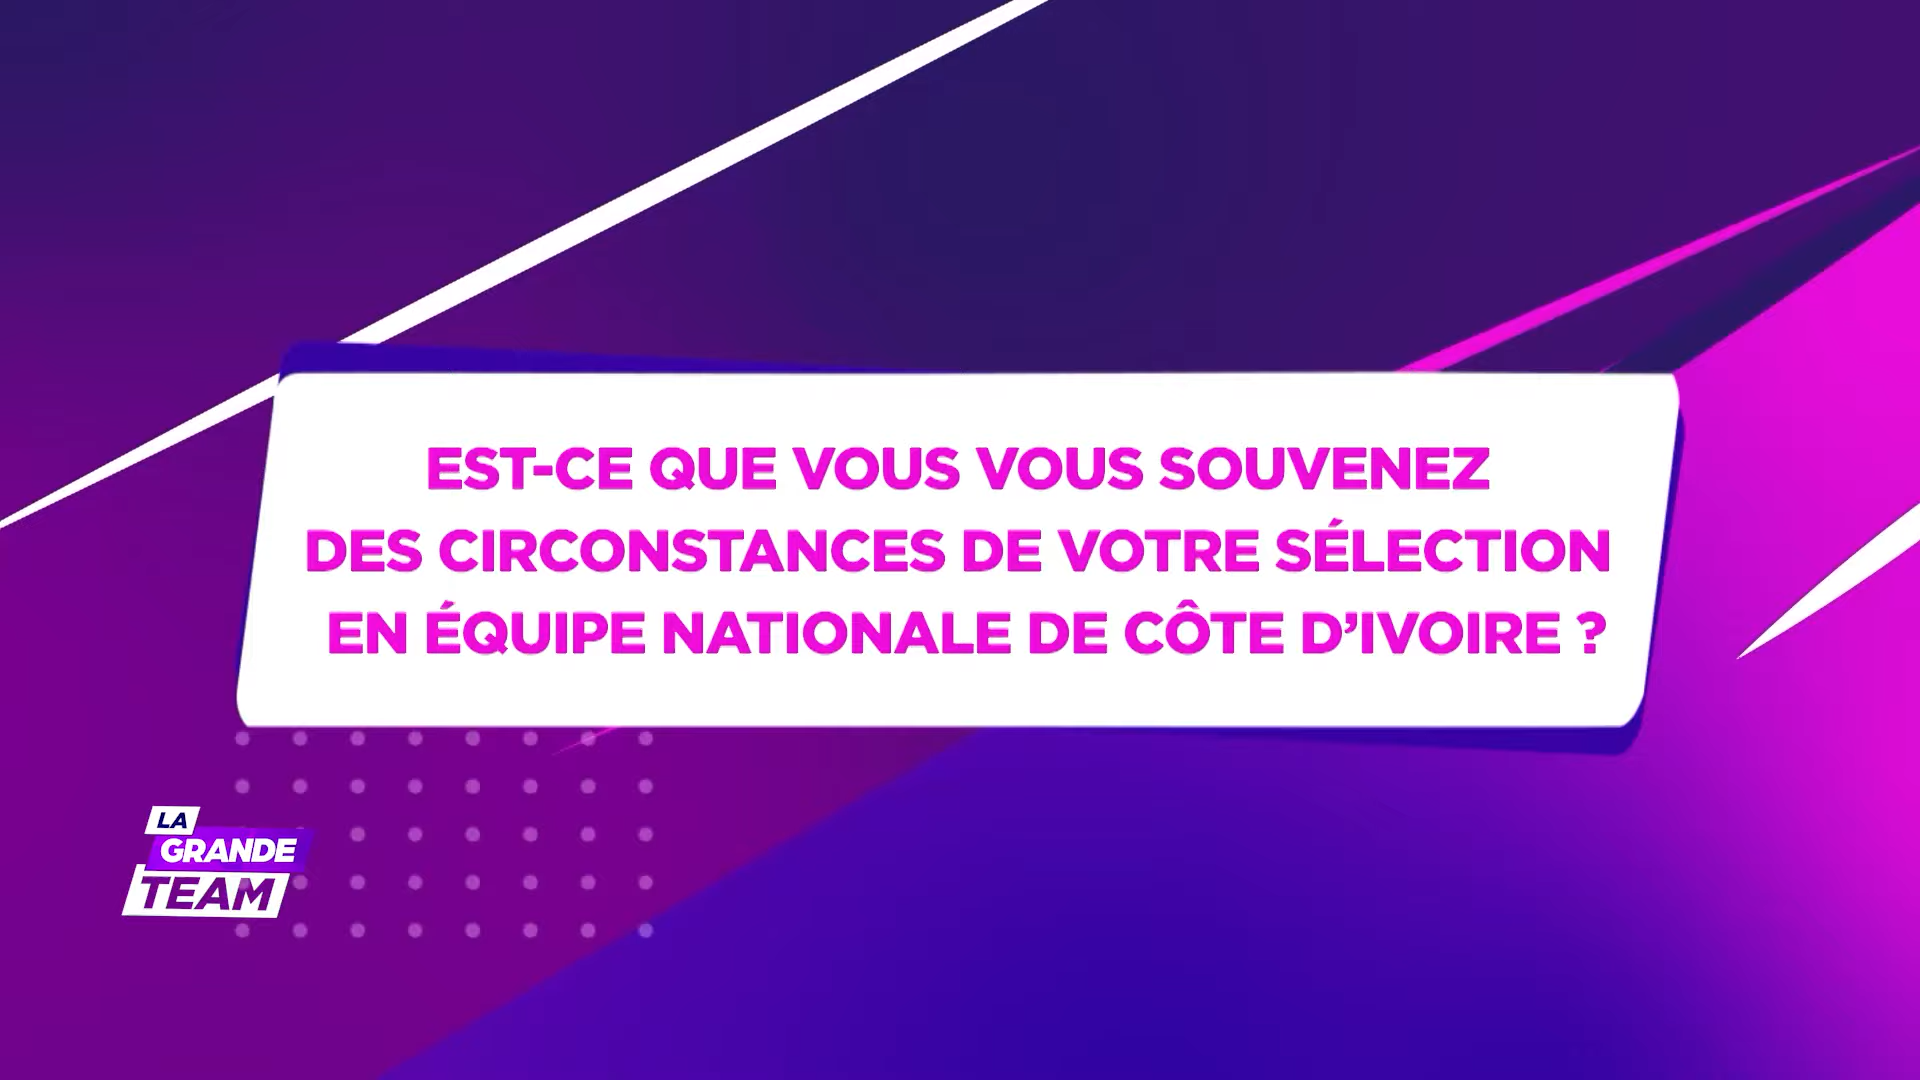 EST-CE QUE VOUS VOUS SOUVENEZ
DES CIRCONSTANCES DE VOTRE SÉLECTION
EN ÉQUIPE NATIONALE DE CÔTE D’IVOIRE ?
LA
GRANDE
TEAM